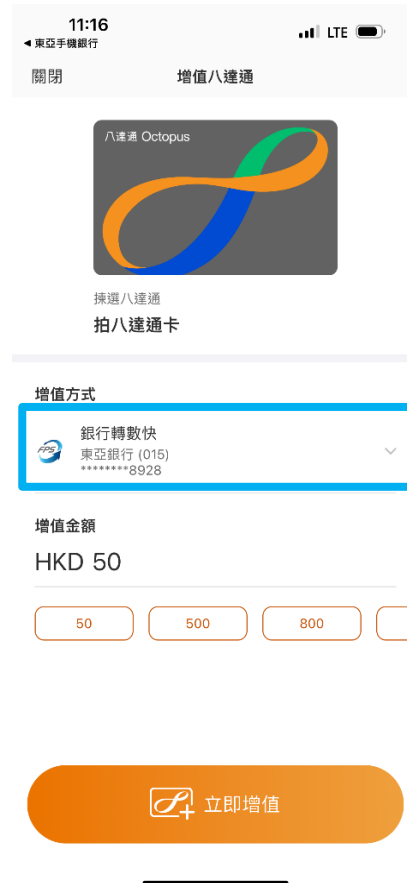 11:16
LTE
◀ 東亞手機銀行
關閉
增值八達通
八達通 Octopus
揀選八達通
拍八達通卡
增值方式
FPS
銀行轉數快
東亞銀行 (015)
********8928
增值金額
HKD 50
50 500 800
立即增值